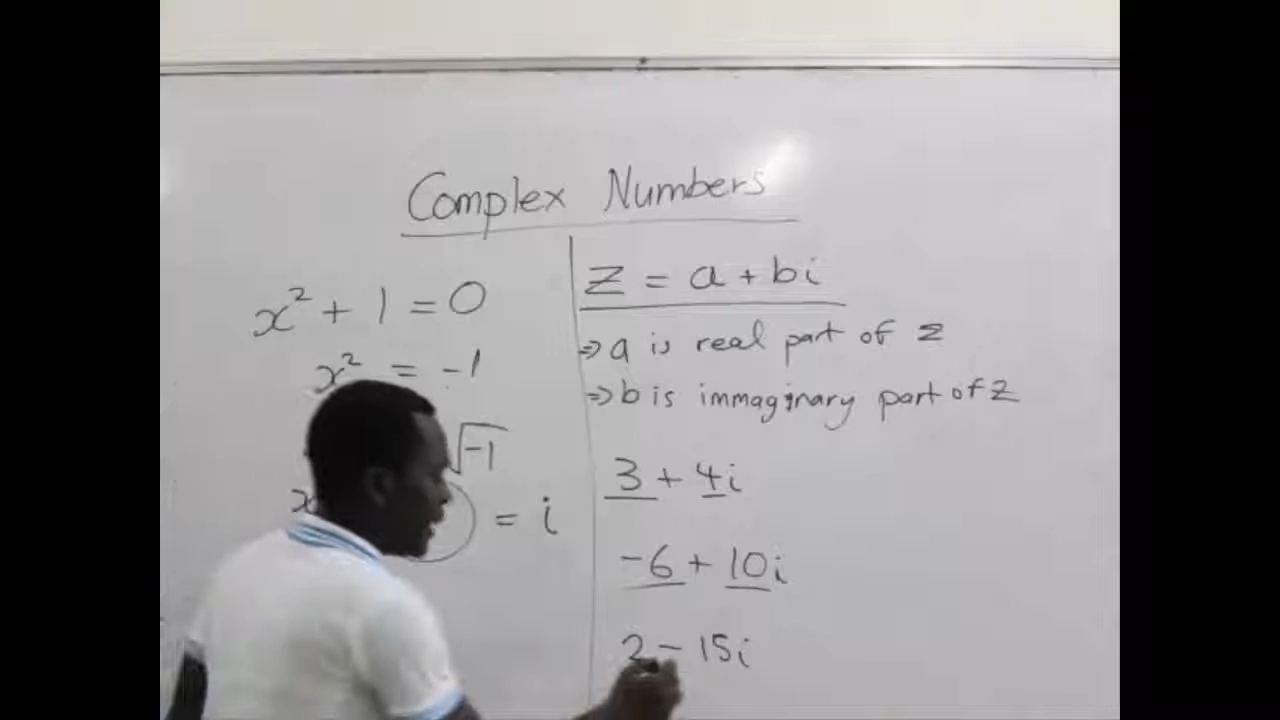 Complex Numbers
x² + 1 = 0
x² = -1
√-1
x
= i
Z = a + bi
⇒ a is real part of z
⇒ b is immaginary part of z
3 + 4i
-6 + 10i
2 - 15i